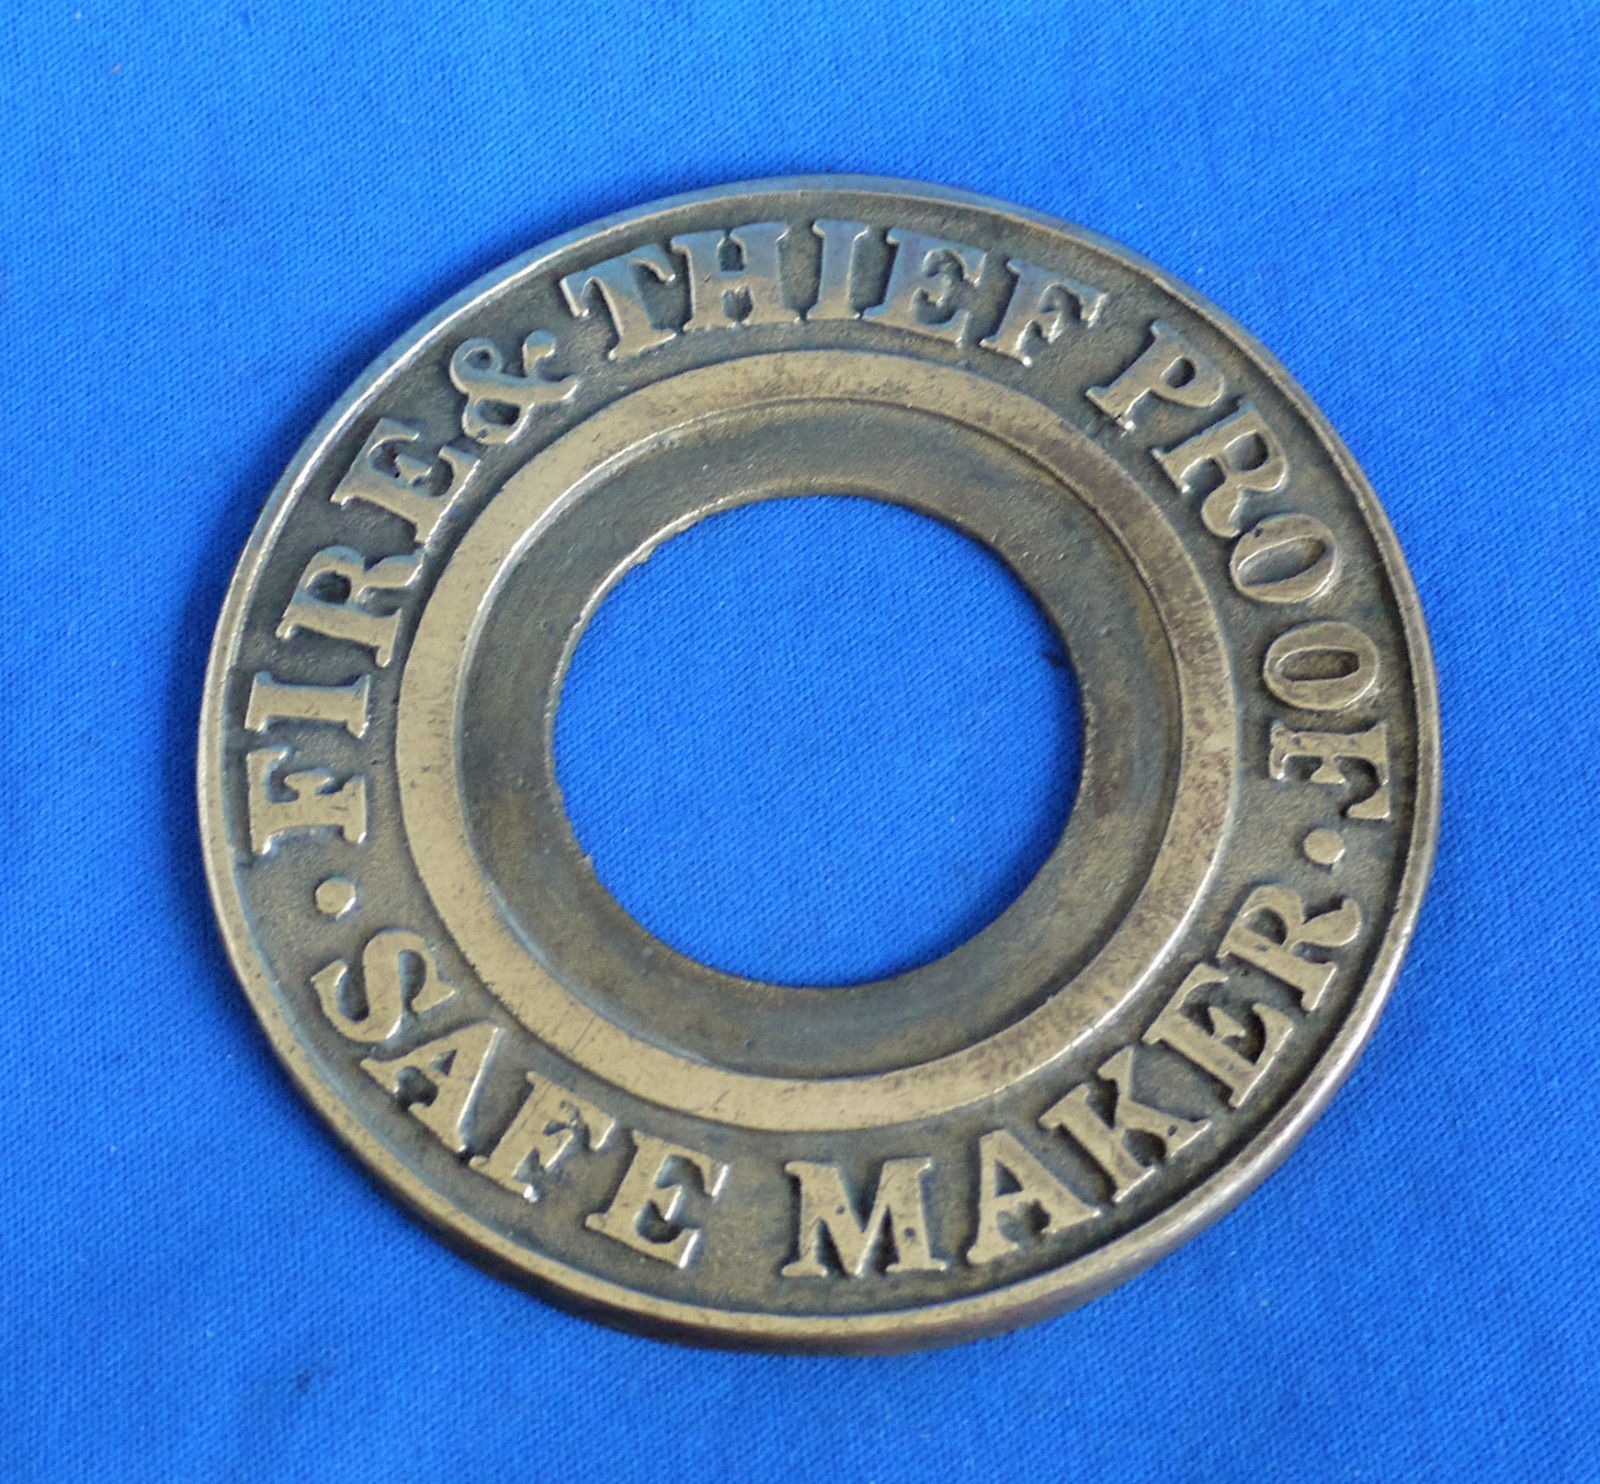 FIRE & THIEF PROOF
· SAFE MAKER ·